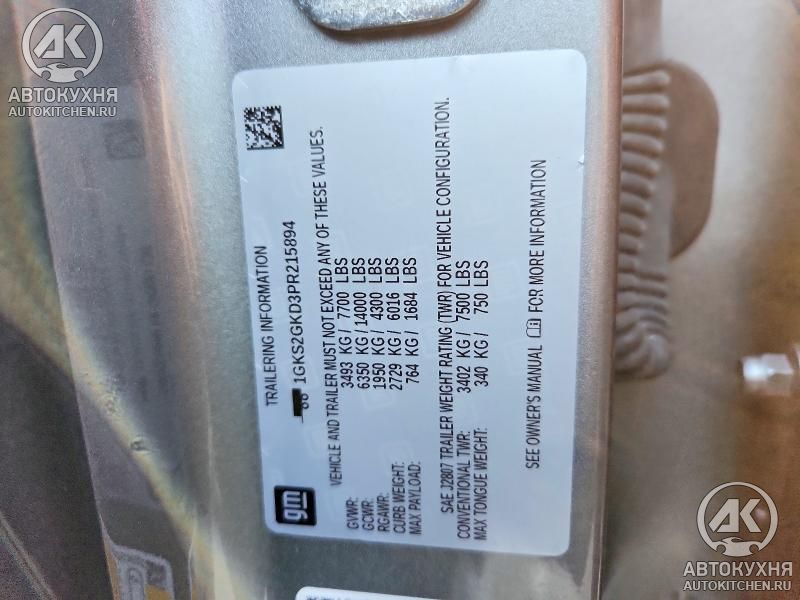 АК
АВТОКУХНЯ
AUTOKITCHEN.RU
gm
TRAILERING INFORMATION
1GKS2GKD3PR215894
VEHICLE AND TRAILER MUST NOT EXCEED ANY OF THESE VALUES.
GVWR: 3493 KG / 7700 LBS
GCWR: 6350 KG / 14000 LBS
RGAWR: 1950 KG / 4300 LBS
CURB WEIGHT: 2729 KG / 6016 LBS
MAX PAYLOAD: 764 KG / 1684 LBS
SAE J2807 TRAILER WEIGHT RATING (TWR) FOR VEHICLE CONFIGURATION.
CONVENTIONAL TWR: 3402 KG / 7500 LBS
MAX TONGUE WEIGHT: 340 KG / 750 LBS
SEE OWNER'S MANUAL FOR MORE INFORMATION
АК
АВТОКУХНЯ
AUTOKITCHEN.RU